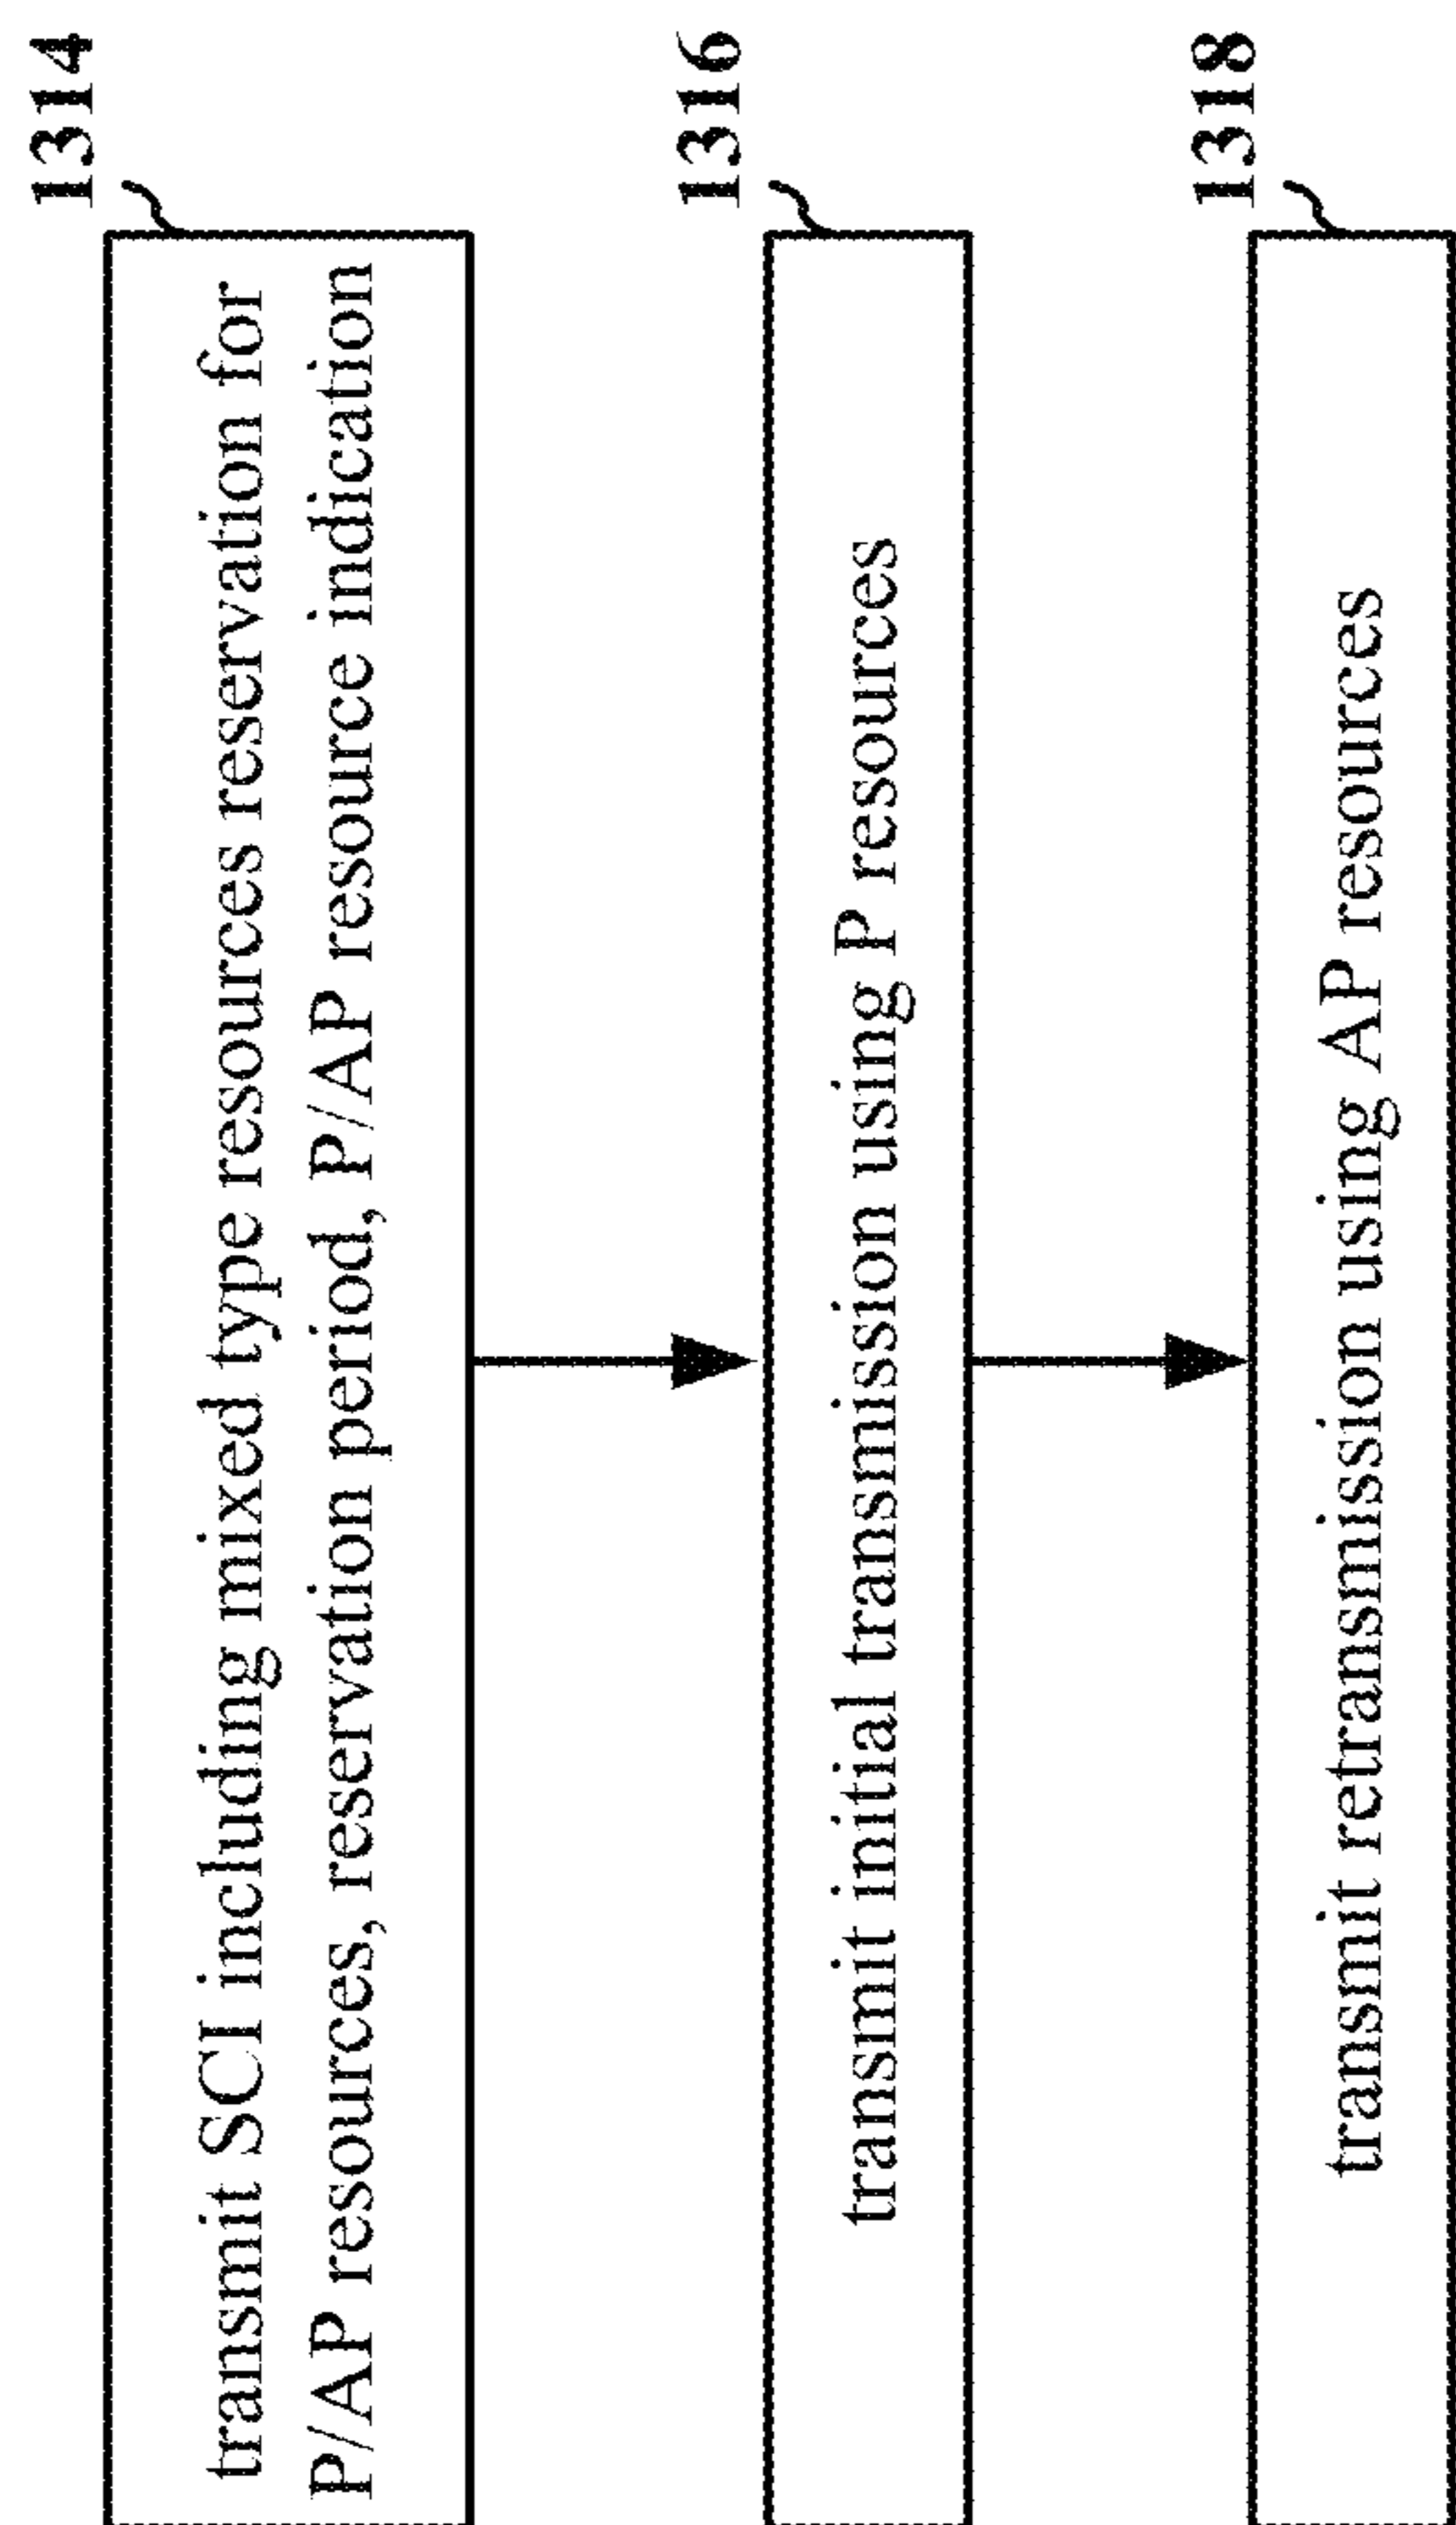 1314
transmit SCI including mixed type resources reservation for
P/AP resources, reservation period, P/AP resource indication
1316
transmit initial transmission using P resources
1318
transmit retransmission using AP resources